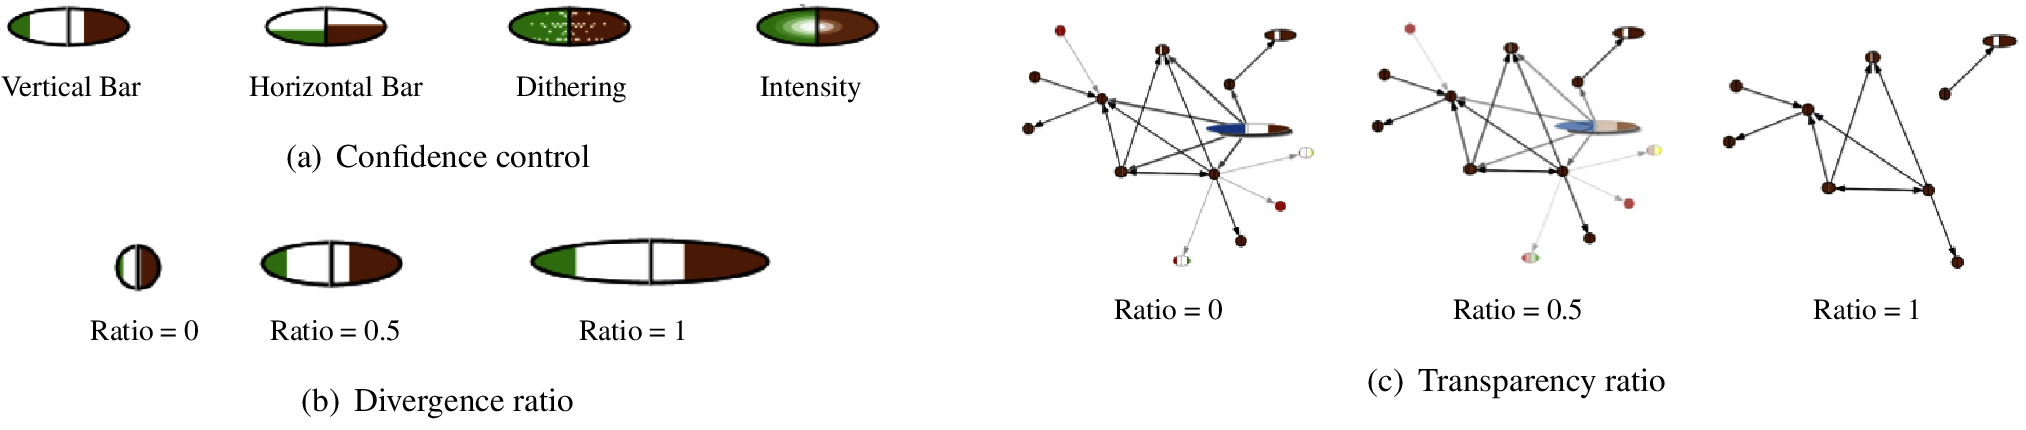 Vertical Bar
Horizontal Bar
Dithering
Intensity
(a) Confidence control
Ratio = 0
Ratio = 0.5
Ratio = 1
(b) Divergence ratio
Ratio = 0
Ratio = 0.5
Ratio = 1
(c) Transparency ratio